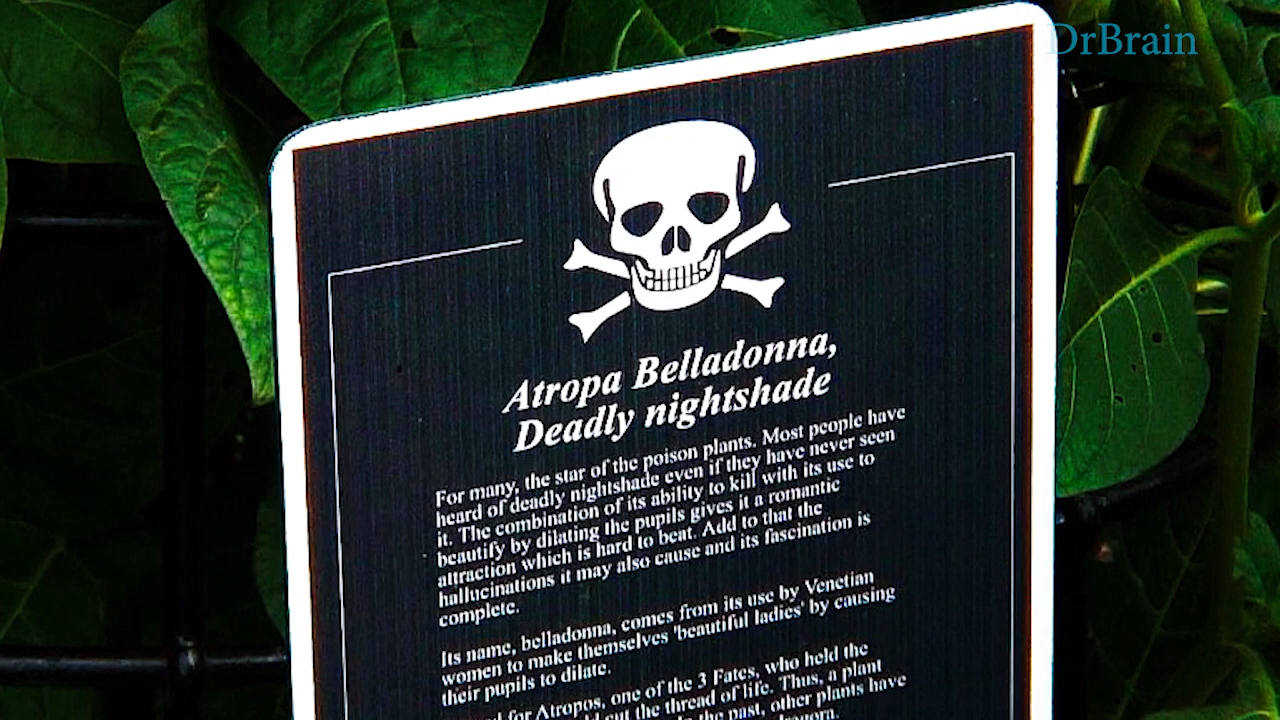 DrBrain
Atropa Belladonna,
Deadly nightshade
For many, the star of the poison plants. Most people have
heard of deadly nightshade even if they have never seen
it. The combination of its ability to kill with its use to
beautify by dilating the pupils gives it a romantic
attraction which is hard to beat. Add to that the
hallucinations it may also cause and its fascination is
complete.
Its name, belladonna, comes from its use by Venetian
women to make themselves 'beautiful ladies' by causing
their pupils to dilate.
for Atropos, one of the 3 Fates, who held the
cut the thread of life. Thus, a plant
the past, other plants have